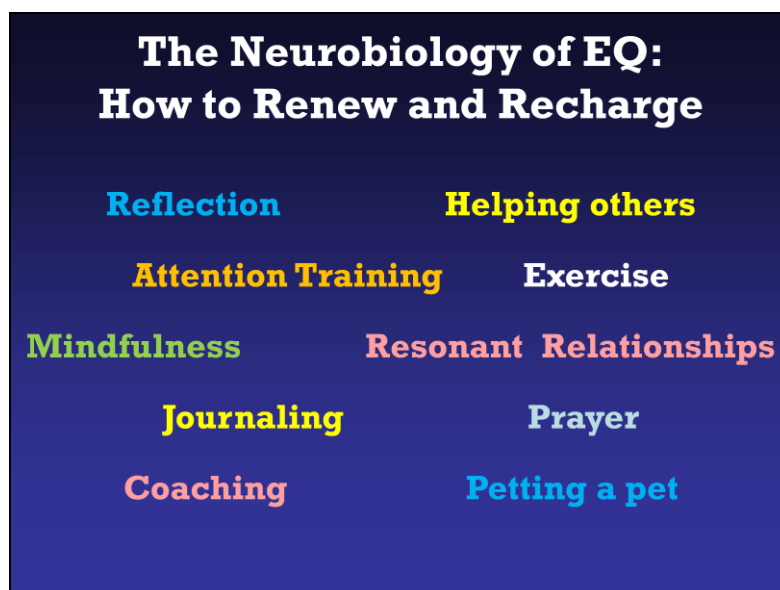 The Neurobiology of EQ:
How to Renew and Recharge
Reflection Helping others
Attention Training Exercise
Mindfulness Resonant Relationships
Journaling Prayer
Coaching Petting a pet